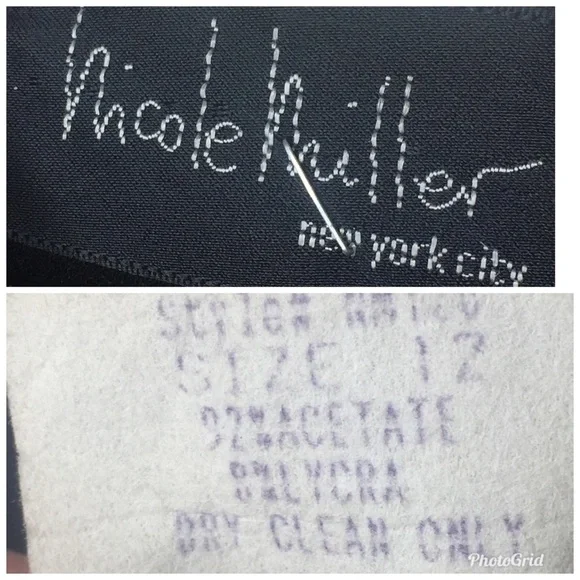 Nicole Miller
new york city
SIZE 12
92%ACETATE
8%LYCRA
DRY CLEAN ONLY
PhotoGrid